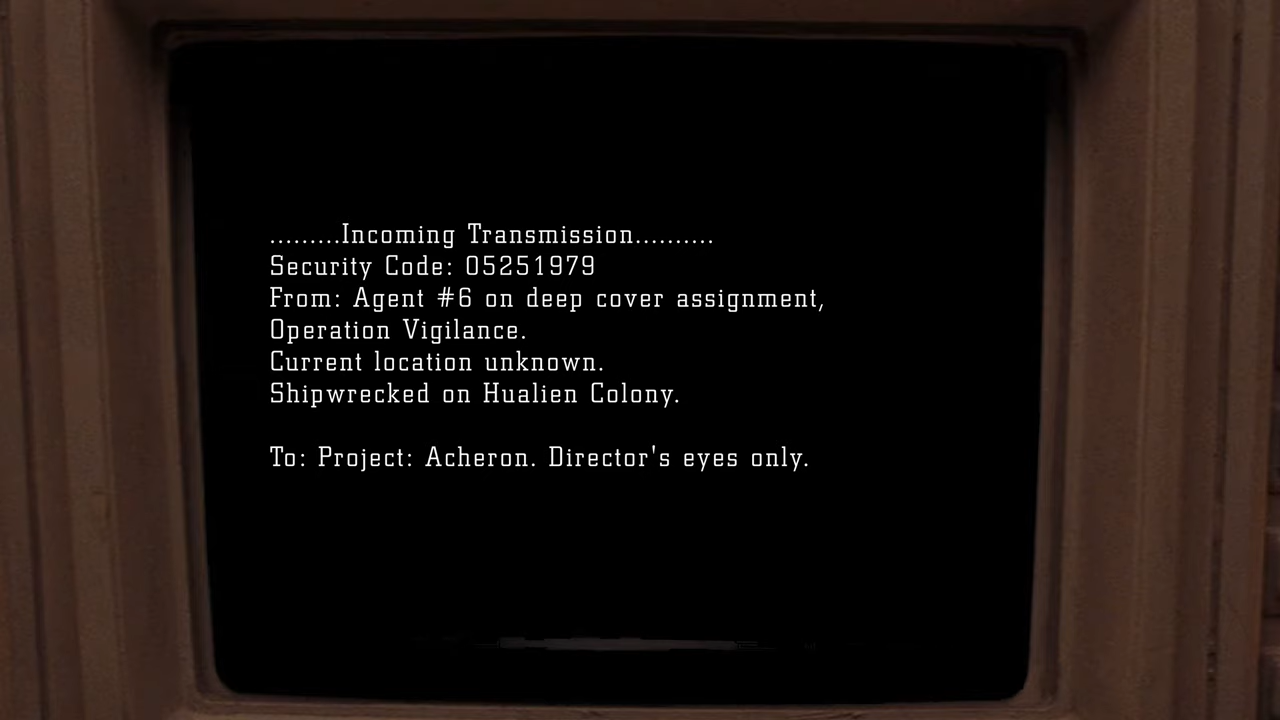 .........Incoming Transmission..........
Security Code: 05251979
From: Agent #6 on deep cover assignment,
Operation Vigilance.
Current location unknown.
Shipwrecked on Hualien Colony.
To: Project: Acheron. Director's eyes only.